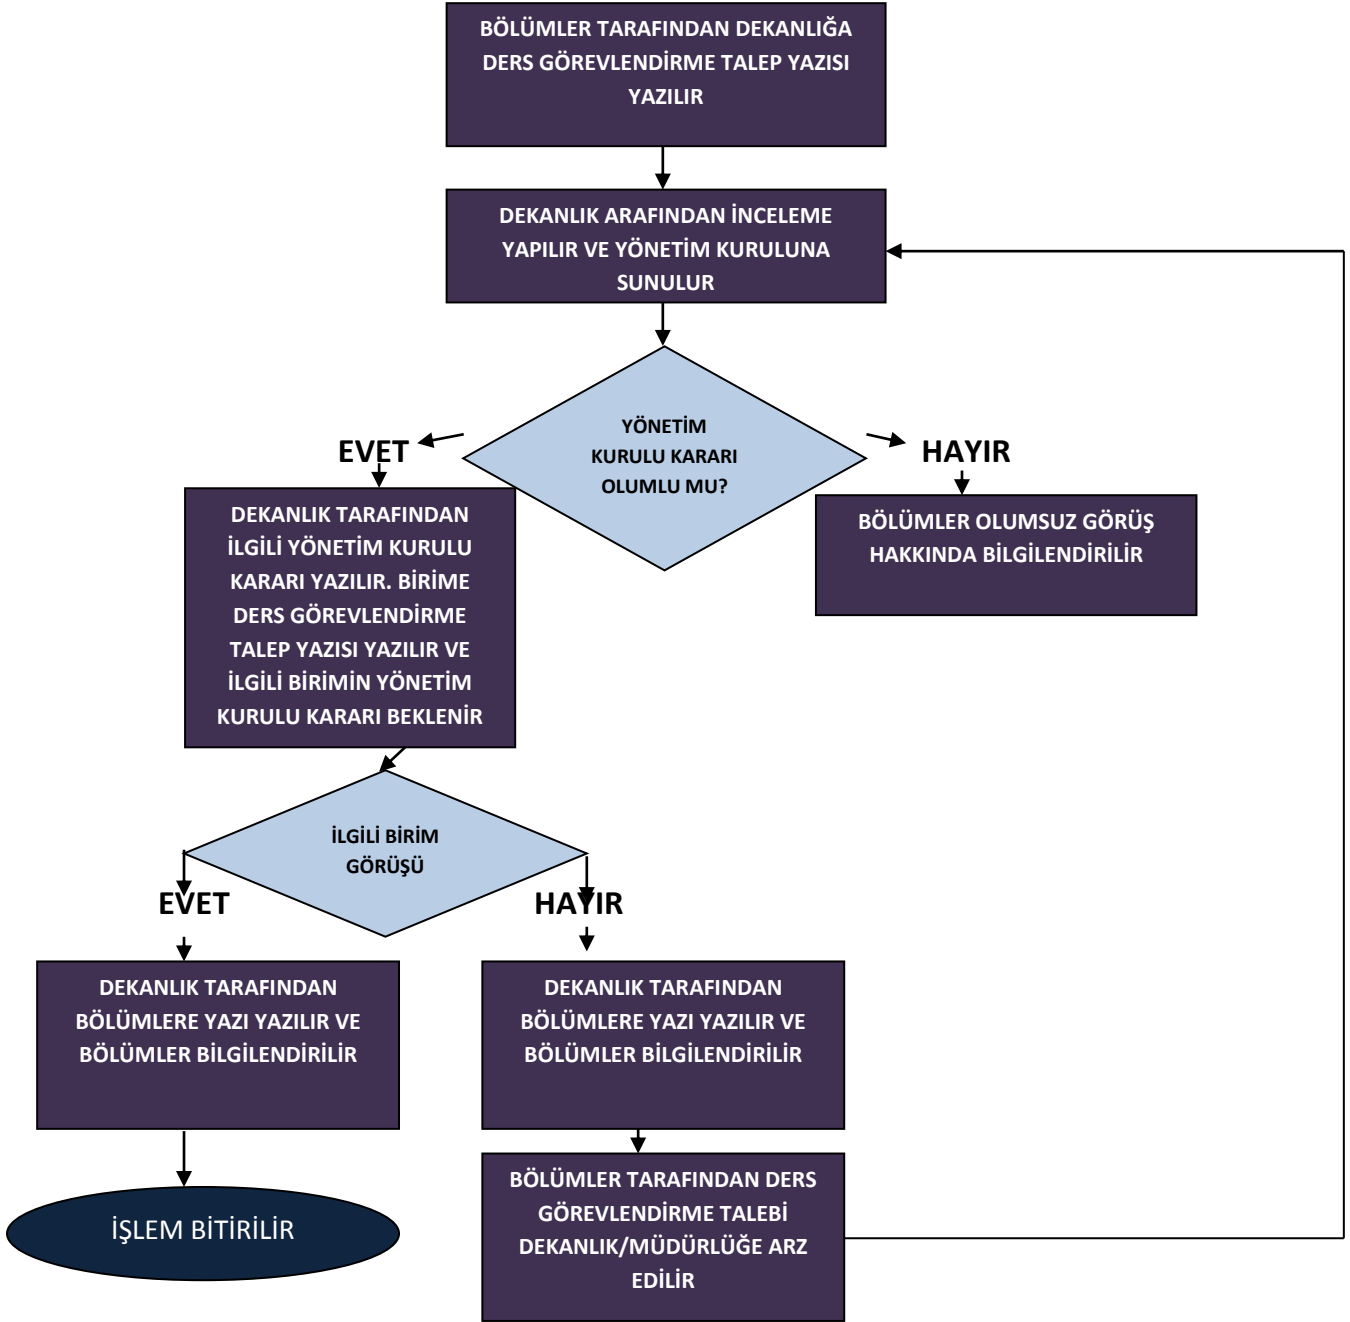 BÖLÜMLER TARAFINDAN DEKANLIĞA
DERS GÖREVLENDİRME TALEP YAZISI
YAZILIR
DEKANLIK ARAFINDAN İNCELEME
YAPILIR VE YÖNETİM KURULUNA
SUNULUR
YÖNETİM
KURULU KARARI
OLUMLU MU?
EVET
HAYIR
DEKANLIK TARAFINDAN
İLGİLİ YÖNETİM KURULU
KARARI YAZILIR. BİRİME
DERS GÖREVLENDİRME
TALEP YAZISI YAZILIR VE
İLGİLİ BİRİMİN YÖNETİM
KURULU KARARI BEKLENİR
BÖLÜMLER OLUMSUZ GÖRÜŞ
HAKKINDA BİLGİLENDİRİLİR
İLGİLİ BİRİM
GÖRÜŞÜ
EVET
HAYIR
DEKANLIK TARAFINDAN
BÖLÜMLERE YAZI YAZILIR VE
BÖLÜMLER BİLGİLENDİRİLİR
DEKANLIK TARAFINDAN
BÖLÜMLERE YAZI YAZILIR VE
BÖLÜMLER BİLGİLENDİRİLİR
İŞLEM BİTİRİLİR
BÖLÜMLER TARAFINDAN DERS
GÖREVLENDİRME TALEBİ
DEKANLIK/MÜDÜRLÜĞE ARZ
EDİLİR